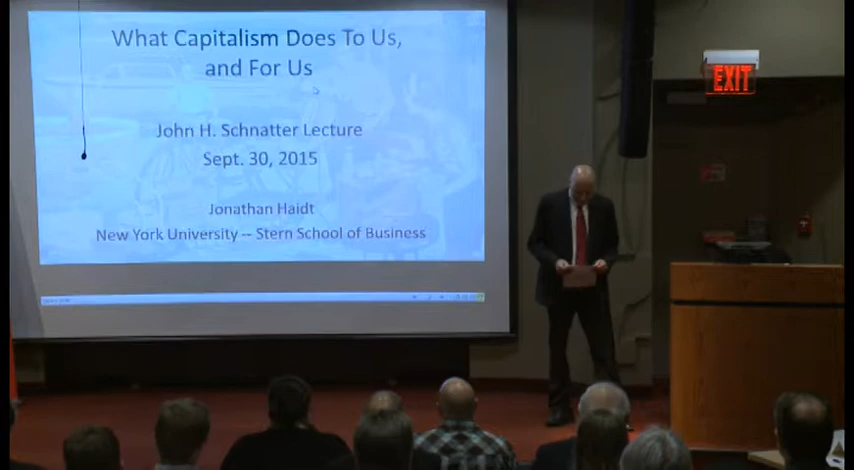 What Capitalism Does To Us,
and For Us
John H. Schnatter Lecture
Sept. 30, 2015
Jonathan Haidt
New York University -- Stern School of Business
EXIT